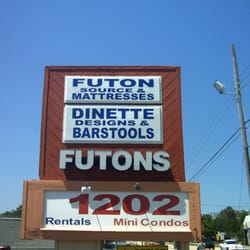 FUTON
SOURCE &
MATTRESSES
DINETTE
DESIGNS &
BARSTOOLS
FUTONS
1202
Rentals Mini Condos